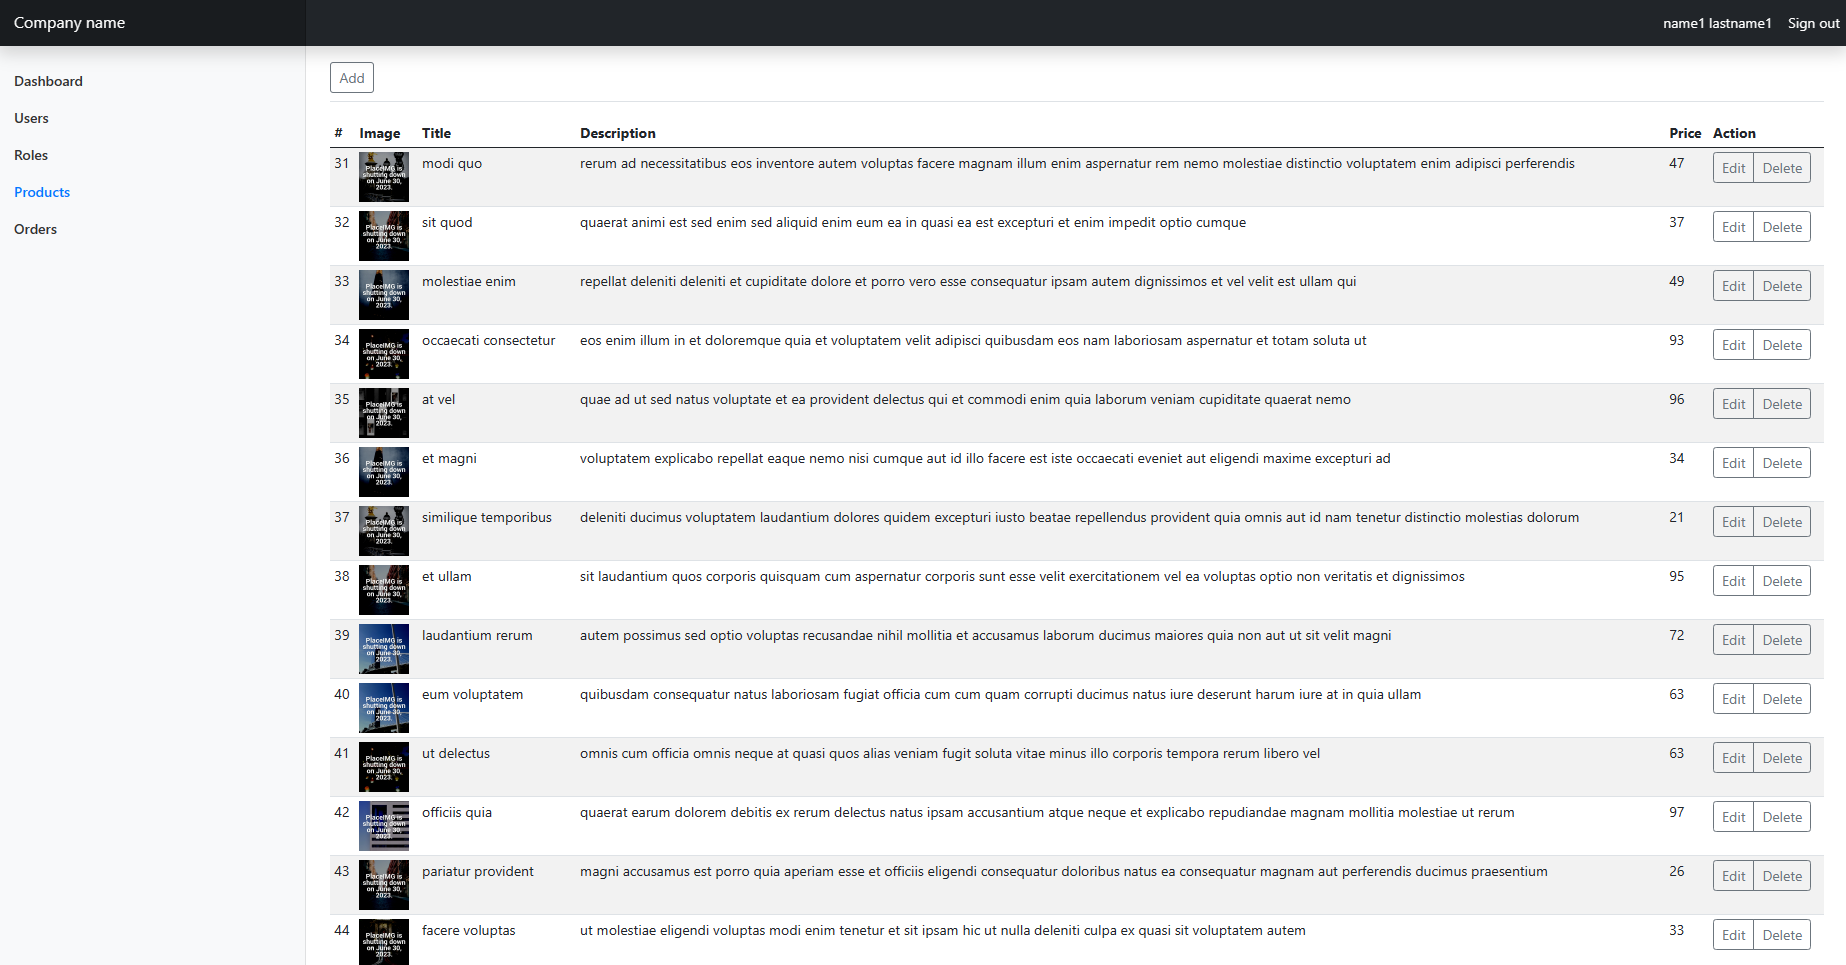 Company name
name1 lastname1 Sign out
Dashboard
Users
Roles
Products
Orders
Add
# Image Title Description Price Action
31 modi quo rerum ad necessitatibus eos inventore autem voluptas facere magnam illum enim aspernatur rem nemo molestiae distinctio voluptatem enim adipisci perferendis 47 Edit Delete
PlaceIMG is
shutting down
on June 30,
2023.
32 sit quod quaerat animi est sed enim sed aliquid enim eum ea in quasi ea est excepturi et enim impedit optio cumque 37 Edit Delete
PlaceIMG is
shutting down
on June 30,
2023.
33 molestiae enim repellat deleniti deleniti et cupiditate dolore et porro vero esse consequatur ipsam autem dignissimos et vel velit est ullam qui 49 Edit Delete
PlaceIMG is
shutting down
on June 30,
2023.
34 occaecati consectetur eos enim illum in et doloremque quia et voluptatem velit adipisci quibusdam eos nam laboriosam aspernatur et totam soluta ut 93 Edit Delete
PlaceIMG is
shutting down
on June 30,
2023.
35 at vel quae ad ut sed natus voluptate et ea provident delectus qui et commodi enim quia laborum veniam cupiditate quaerat nemo 96 Edit Delete
PlaceIMG is
shutting down
on June 30,
2023.
36 et magni voluptatem explicabo repellat eaque nemo nisi cumque aut id illo facere est iste occaecati eveniet aut eligendi maxime excepturi ad 34 Edit Delete
PlaceIMG is
shutting down
on June 30,
2023.
37 similique temporibus deleniti ducimus voluptatem laudantium dolores quidem excepturi iusto beatae repellendus provident quia omnis aut id nam tenetur distinctio molestias dolorum 21 Edit Delete
PlaceIMG is
shutting down
on June 30,
2023.
38 et ullam sit laudantium quos corporis quisquam cum aspernatur corporis sunt esse velit exercitationem vel ea voluptas optio non veritatis et dignissimos 95 Edit Delete
PlaceIMG is
shutting down
on June 30,
2023.
39 laudantium rerum autem possimus sed optio voluptas recusandae nihil mollitia et accusamus laborum ducimus maiores quia non aut ut sit velit magni 72 Edit Delete
PlaceIMG is
shutting down
on June 30,
2023.
40 eum voluptatem quibusdam consequatur natus laboriosam fugiat officia cum cum quam corrupti ducimus natus iure deserunt harum iure at in quia ullam 63 Edit Delete
PlaceIMG is
shutting down
on June 30,
2023.
41 ut delectus omnis cum officia omnis neque at quasi quos alias veniam fugit soluta vitae minus illo corporis tempora rerum libero vel 63 Edit Delete
PlaceIMG is
shutting down
on June 30,
2023.
42 officiis quia quaerat earum dolorem debitis ex rerum delectus natus ipsam accusantium atque neque et explicabo repudiandae magnam mollitia molestiae ut rerum 97 Edit Delete
PlaceIMG is
shutting down
on June 30,
2023.
43 pariatur provident magni accusamus est porro quia aperiam esse et officiis eligendi consequatur doloribus natus ea consequatur magnam aut perferendis ducimus praesentium 26 Edit Delete
PlaceIMG is
shutting down
on June 30,
2023.
44 facere voluptas ut molestiae eligendi voluptas modi enim tenetur et sit ipsam hic ut nulla deleniti culpa ex quasi sit voluptatem autem 33 Edit Delete
PlaceIMG is
shutting down
on June 30,
2023.